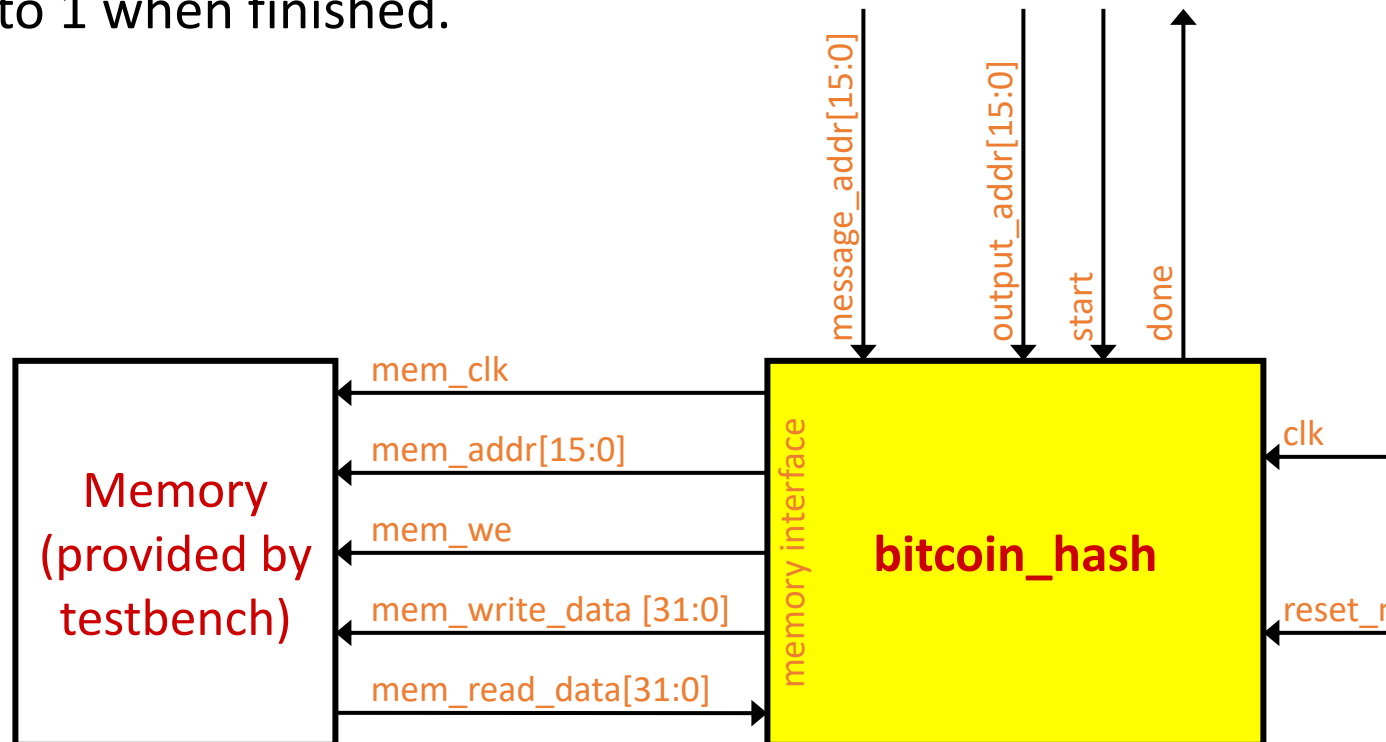 to 1 when finished.
message_addr[15:0]
output_addr[15:0]
start
done
mem_clk
mem_addr[15:0]
mem_we
mem_write_data [31:0]
mem_read_data[31:0]
Memory
(provided by
testbench)
memory interface
bitcoin_hash
clk
reset_n